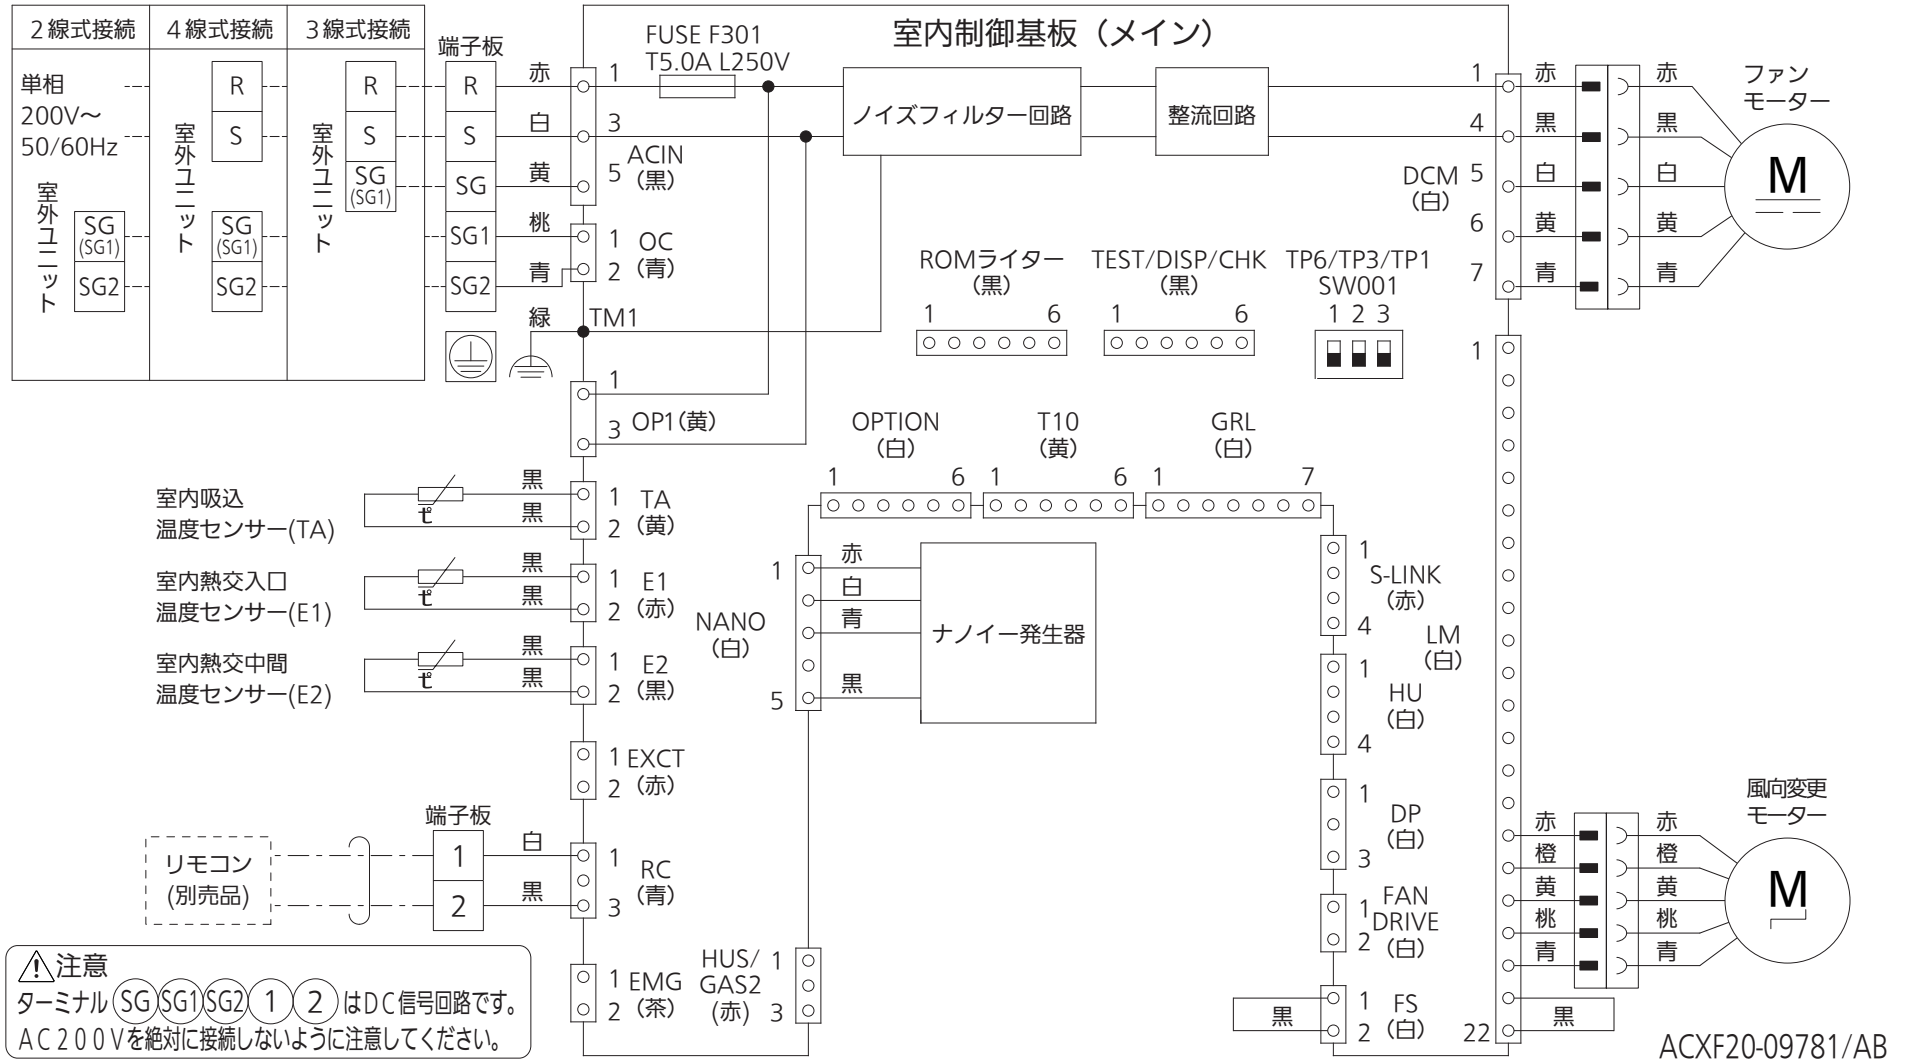 2線式接続
4線式接続
3線式接続
端子板
単相
200V～
50/60Hz
室外ユニット
SG
(SG1)
SG2
室外ユニット
R
S
SG
(SG1)
SG2
室外ユニット
R
S
SG
(SG1)
R
S
SG
SG1
SG2
赤
白
黄
桃
青
緑
室内制御基板（メイン）
FUSE F301
T5.0A L250V
1
3
5
ACIN
（黒）
1
2
OC
（青）
TM1
1
3
OP1（黄）
ノイズフィルター回路
整流回路
1
4
5
6
7
DCM
（白）
赤
黒
白
黄
青
赤
黒
白
黄
青
ファン
モーター
M
ROMライター
（黒）
1
6
TEST/DISP/CHK
（黒）
1
6
TP6/TP3/TP1
SW001
1 2 3
OPTION
（白）
1
6
T10
（黄）
1
6
GRL
（白）
1
7
室内吸込
温度センサー(TA)
t°
黒
黒
1
2
TA
（黄）
室内熱交入口
温度センサー(E1)
t°
黒
黒
1
2
E1
（赤）
室内熱交中間
温度センサー(E2)
t°
黒
黒
1
2
E2
（黒）
1
2
EXCT
（赤）
NANO
（白）
1
5
赤
白
青
黒
ナノイー発生器
1
4
S-LINK
（赤）
1
4
HU
（白）
1
3
DP
（白）
1
2
FAN
DRIVE
（白）
1
2
FS
（白）
黒
LM
（白）
1
22
黒
赤
橙
黄
桃
青
赤
橙
黄
桃
青
風向変更
モーター
M
リモコン
(別売品)
端子板
1
2
白
黒
1
3
RC
（青）
1
2
EMG
（茶）
HUS/
GAS2
（赤）
1
3
注意
ターミナル SG SG1 SG2 1 2 はDC信号回路です。
AC200Vを絶対に接続しないように注意してください。
ACXF20-09781/AB